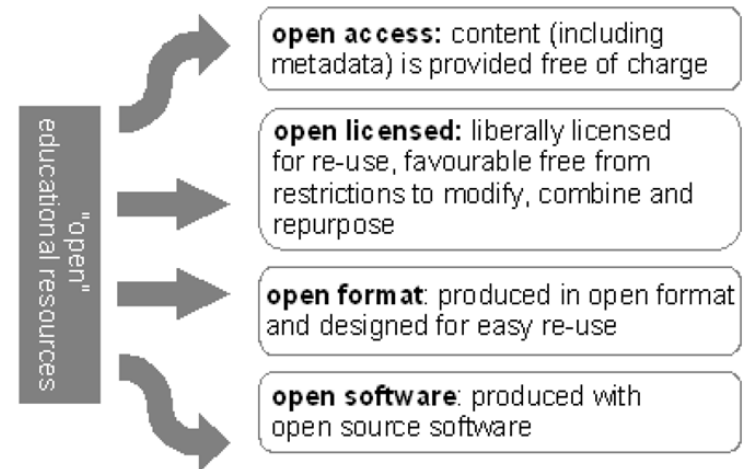 "open"
educational resources
open access: content (including
metadata) is provided free of charge
open licensed: liberally licensed
for re-use, favourable free from
restrictions to modify, combine and
repurpose
open format: produced in open format
and designed for easy re-use
open software: produced with
open source software